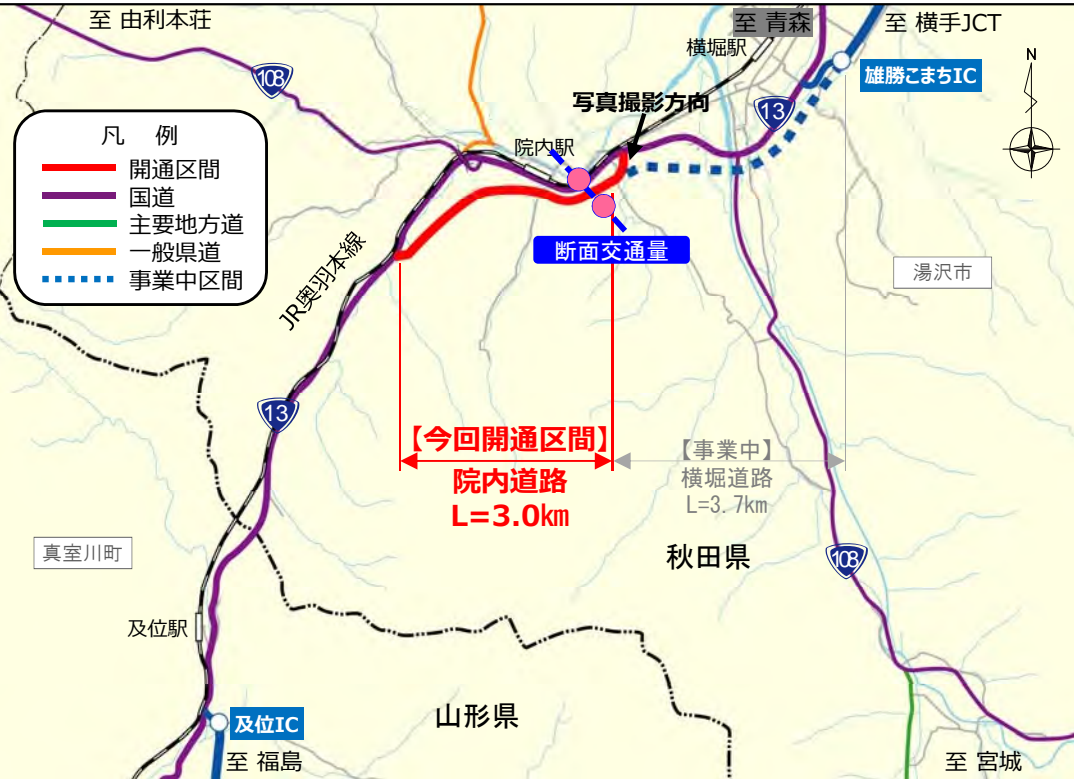 至 由利本荘
至 青森
至 横手JCT
横堀駅
雄勝こまちIC
N
108
写真撮影方向
13
凡 例
開通区間
国道
主要地方道
一般県道
事業中区間
院内駅
断面交通量
湯沢市
JR奥羽本線
13
【今回開通区間】
院内道路
L=3.0km
【事業中】
横堀道路
L=3.7km
真室川町
秋田県
108
及位駅
山形県
及位IC
至 福島
至 宮城